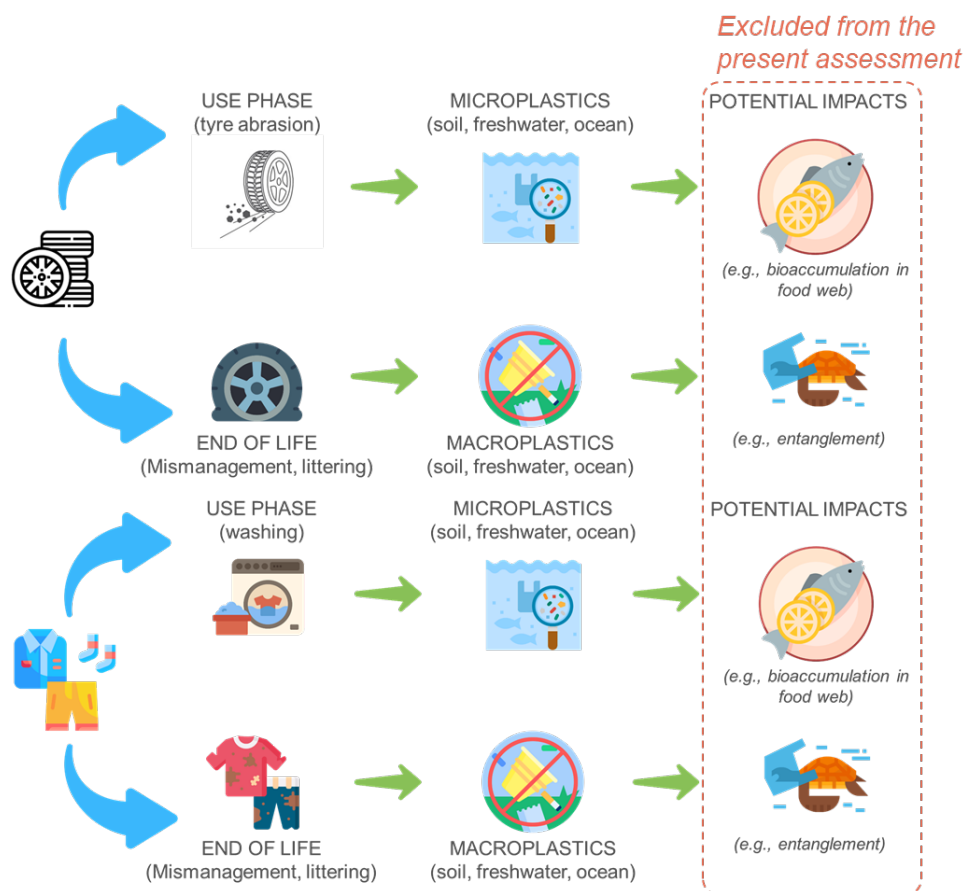 Excluded from the
present assessment
USE PHASE
(tyre abrasion)
MICROPLASTICS
(soil, freshwater, ocean)
POTENTIAL IMPACTS
(e.g., bioaccumulation in
food web)
END OF LIFE
(Mismanagement, littering)
MACROPLASTICS
(soil, freshwater, ocean)
(e.g., entanglement)
USE PHASE
(washing)
MICROPLASTICS
(soil, freshwater, ocean)
POTENTIAL IMPACTS
(e.g., bioaccumulation in
food web)
END OF LIFE
(Mismanagement, littering)
MACROPLASTICS
(soil, freshwater, ocean)
(e.g., entanglement)